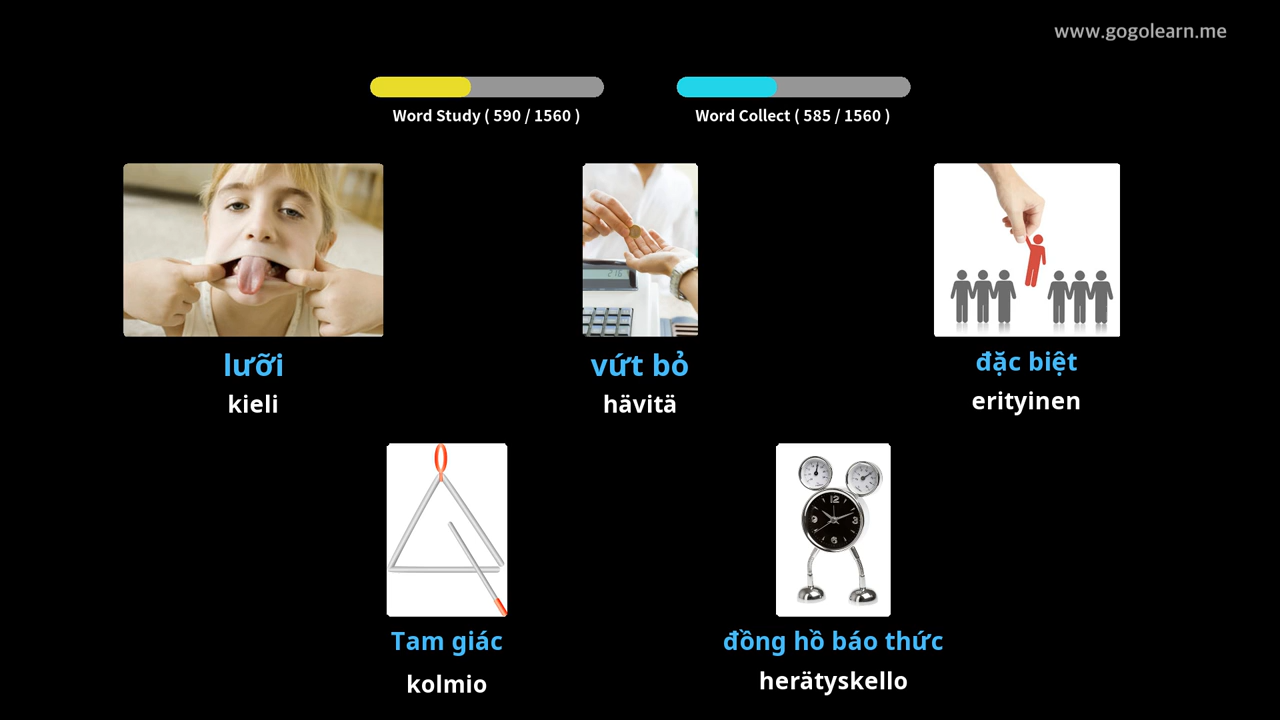 www.gogolearn.me
Word Study ( 590 / 1560 )
Word Collect ( 585 / 1560 )
lưỡi
kieli
vứt bỏ
hävitä
đặc biệt
erityinen
Tam giác
kolmio
đồng hồ báo thức
herätyskello